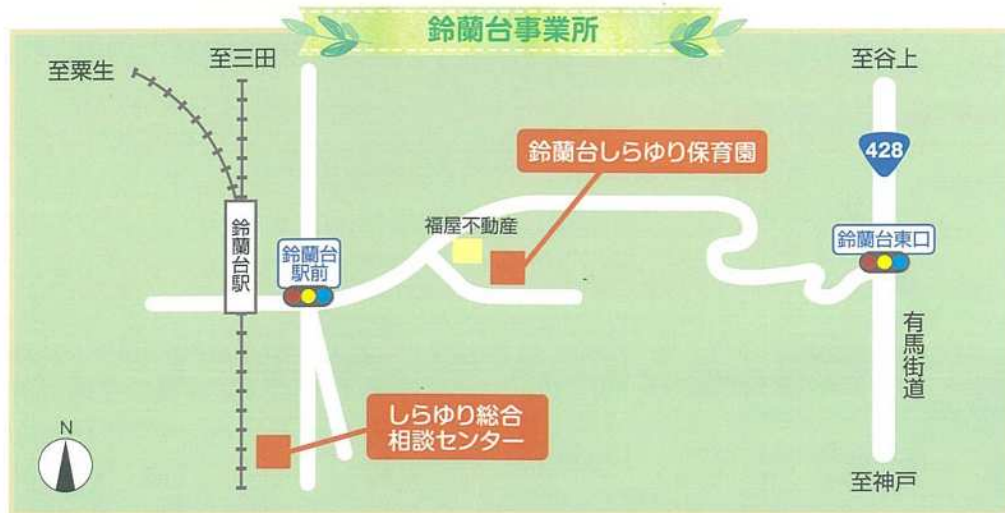 鈴蘭台事業所
至粟生
至三田
至谷上
428
鈴蘭台しらゆり保育園
福屋不動産
鈴蘭台東口
鈴蘭台駅
鈴蘭台
駅前
有馬街道
しらゆり総合
相談センター
N
至神戸